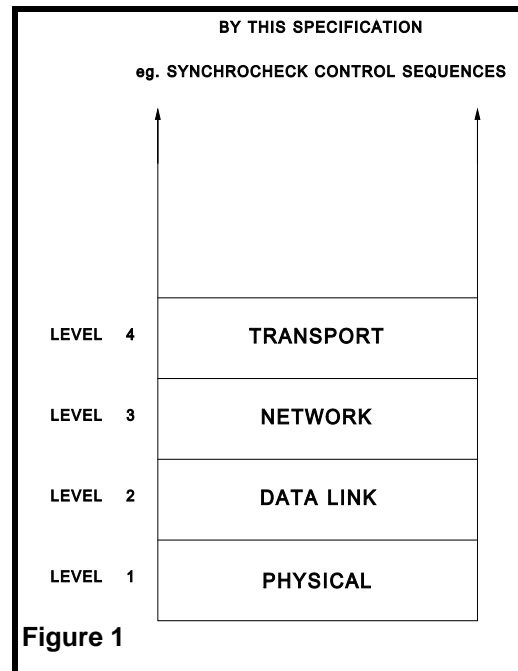 BY THIS SPECIFICATION
eg. SYNCHROCHECK CONTROL SEQUENCES
LEVEL 4 TRANSPORT
LEVEL 3 NETWORK
LEVEL 2 DATA LINK
LEVEL 1 PHYSICAL
Figure 1